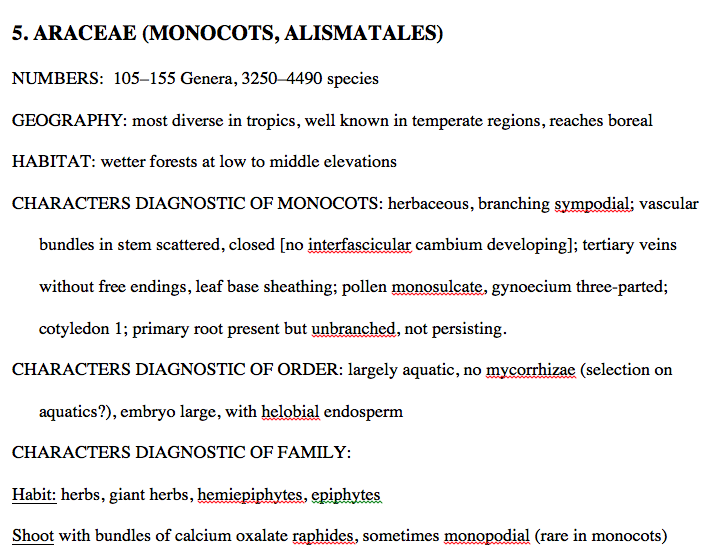 5. ARACEAE (MONOCOTS, ALISMATALES)
NUMBERS:  105–155 Genera, 3250–4490 species
GEOGRAPHY: most diverse in tropics, well known in temperate regions, reaches boreal
HABITAT: wetter forests at low to middle elevations
CHARACTERS DIAGNOSTIC OF MONOCOTS: herbaceous, branching sympodial; vascular
bundles in stem scattered, closed [no interfascicular cambium developing]; tertiary veins
without free endings, leaf base sheathing; pollen monosulcate, gynoecium three-parted;
cotyledon 1; primary root present but unbranched, not persisting.
CHARACTERS DIAGNOSTIC OF ORDER: largely aquatic, no mycorrhizae (selection on
aquatics?), embryo large, with helobial endosperm
CHARACTERS DIAGNOSTIC OF FAMILY:
Habit: herbs, giant herbs, hemiepiphytes, epiphytes
Shoot with bundles of calcium oxalate raphides, sometimes monopodial (rare in monocots)